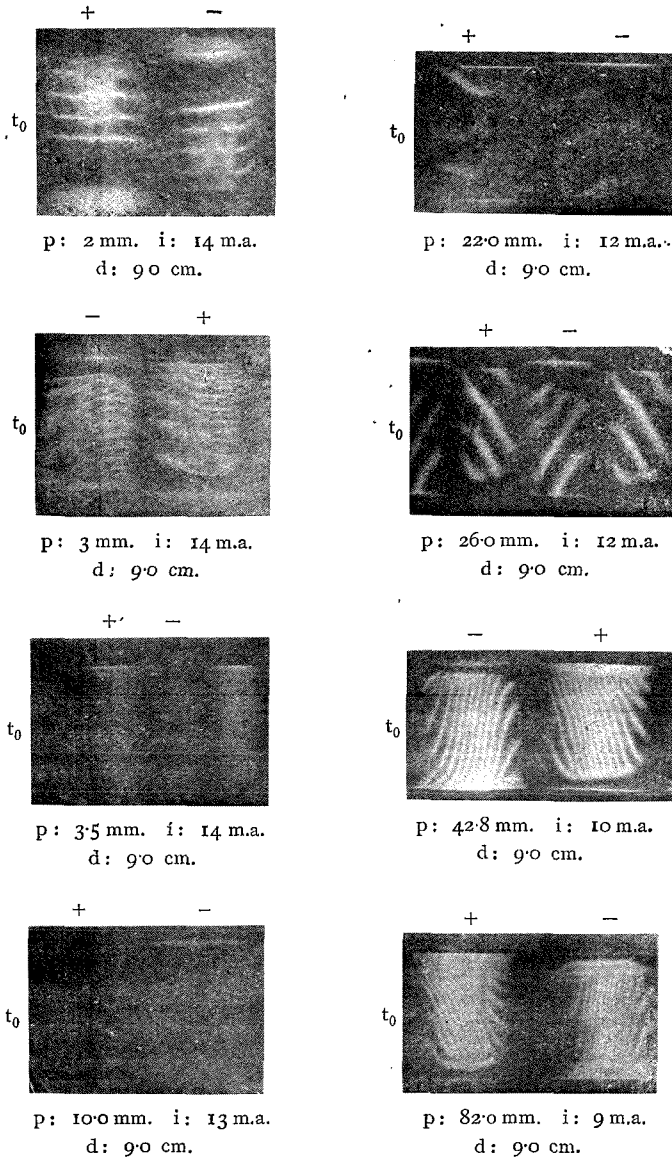 + −
t₀
p: 2 mm. i: 14 m.a.
d: 9 0 cm.
− +
t₀
p: 3 mm. i: 14 m.a.
d; 9·0 cm.
+ −
t₀
p: 3·5 mm. i: 14 m.a.
d: 9·0 cm.
+ −
t₀
p: 10·0 mm. i: 13 m.a.
d: 9·0 cm.
+ −
t₀
p: 22·0 mm. i: 12 m.a.
d: 9·0 cm.
+ −
t₀
p: 26·0 mm. i: 12 m.a.
d: 9·0 cm.
− +
t₀
p: 42·8 mm. i: 10 m.a.
d: 9·0 cm.
+ −
t₀
p: 82·0 mm. i: 9 m.a.
d: 9·0 cm.